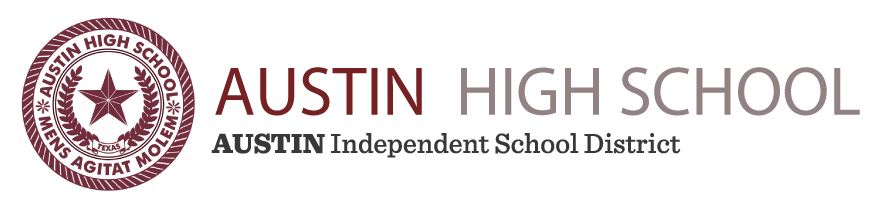 AUSTIN HIGH SCHOOL
TEXAS
MENS AGITAT MOLEM
AUSTIN HIGH SCHOOL
AUSTIN Independent School District